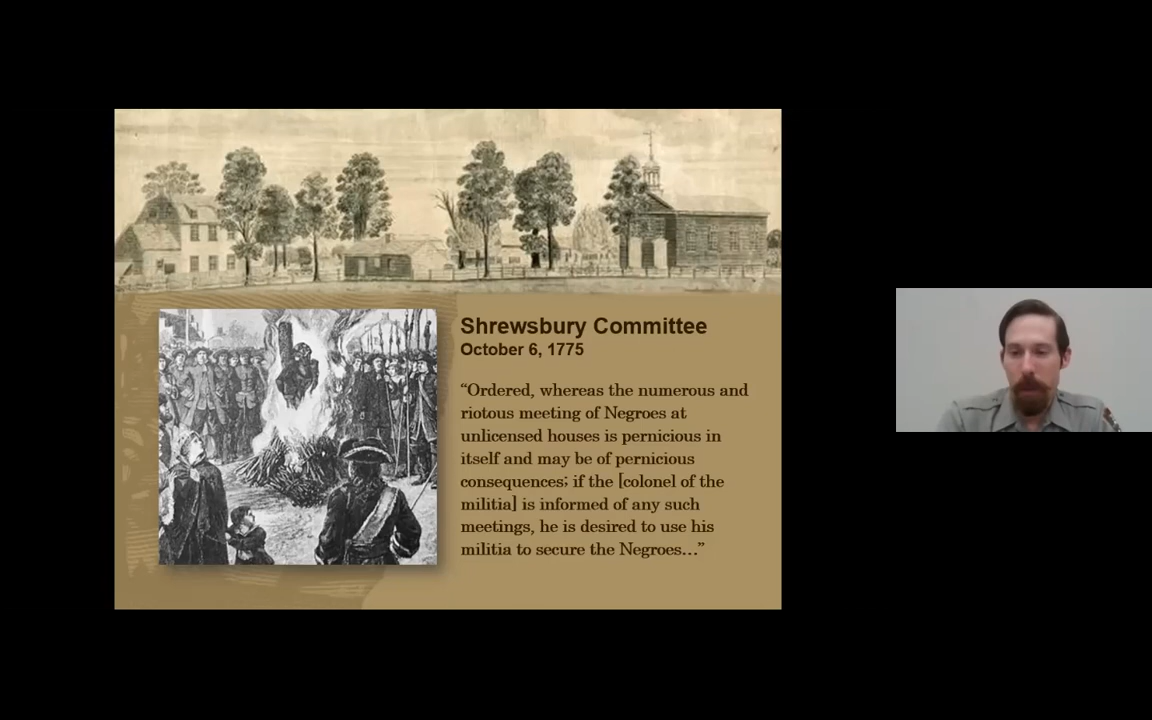 Shrewsbury Committee
October 6, 1775
“Ordered, whereas the numerous and
riotous meeting of Negroes at
unlicensed houses is pernicious in
itself and may be of pernicious
consequences; if the [colonel of the
militia] is informed of any such
meetings, he is desired to use his
militia to secure the Negroes…”